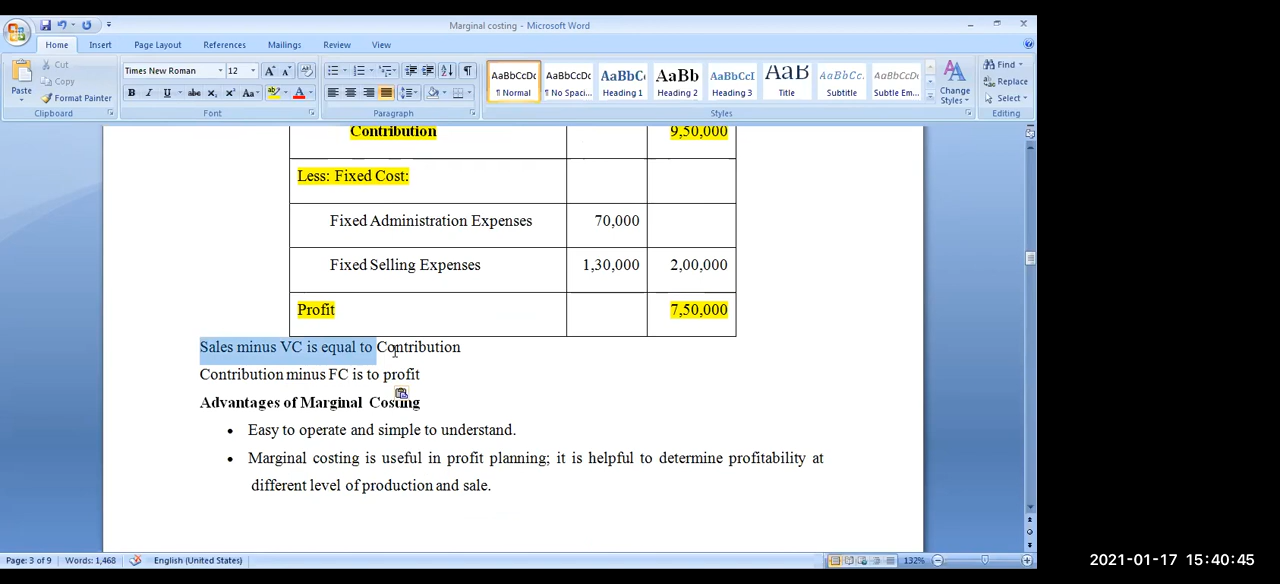 Marginal costing - Microsoft Word
Home Insert Page Layout References Mailings Review View
Paste
Cut
Copy
Format Painter
Clipboard
Times New Roman 12
B I U abc Aa
Font
Paragraph
AaBbCcDc AaBbCcDc AaBbC AaBb AaBbCcI AaB AaBbCc. AaBbCcDc
¶ Normal ¶ No Spaci... Heading 1 Heading 2 Heading 3 Title Subtitle Subtle Em...
Change Styles
Styles
Find
Replace
Select
Editing
Contribution 9,50,000
Less: Fixed Cost:
Fixed Administration Expenses 70,000
Fixed Selling Expenses 1,30,000 2,00,000
Profit 7,50,000
Sales minus VC is equal to Contribution
Contribution minus FC is to profit
Advantages of Marginal Costing
• Easy to operate and simple to understand.
• Marginal costing is useful in profit planning; it is helpful to determine profitability at
different level of production and sale.
Page: 3 of 9 Words: 1,468 English (United States) 132%
2021-01-17 15:40:45